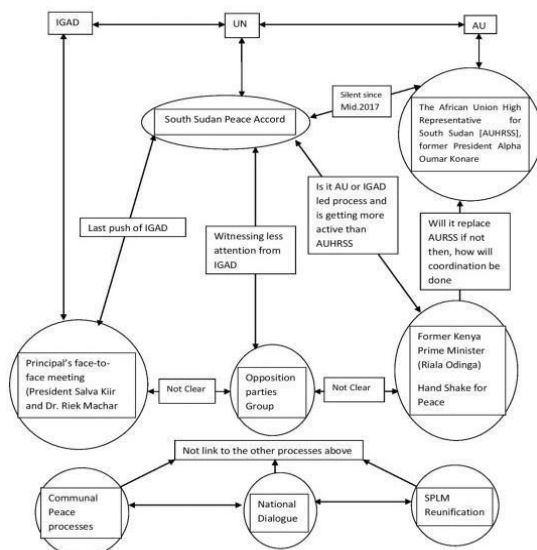 IGAD
UN
AU
Silent since
Mid.2017
South Sudan Peace Accord
The African Union High
Representative for
South Sudan [AUHRSS],
former President Alpha
Oumar Konare
Is it AU or IGAD
led process and
is getting more
active than
AUHRSS
Last push of IGAD
Witnessing less
attention from
IGAD
Will it replace
AURSS if not
then, how will
coordination be
done
Principal's face-to-
face meeting
(President Salva Kiir
and Dr. Riek Machar
Not Clear
Opposition
parties
Group
Not Clear
Former Kenya
Prime Minister
(Riala Odinga)
Hand Shake for
Peace
Not link to the other processes above
Communal
Peace
processes
National
Dialogue
SPLM
Reunification